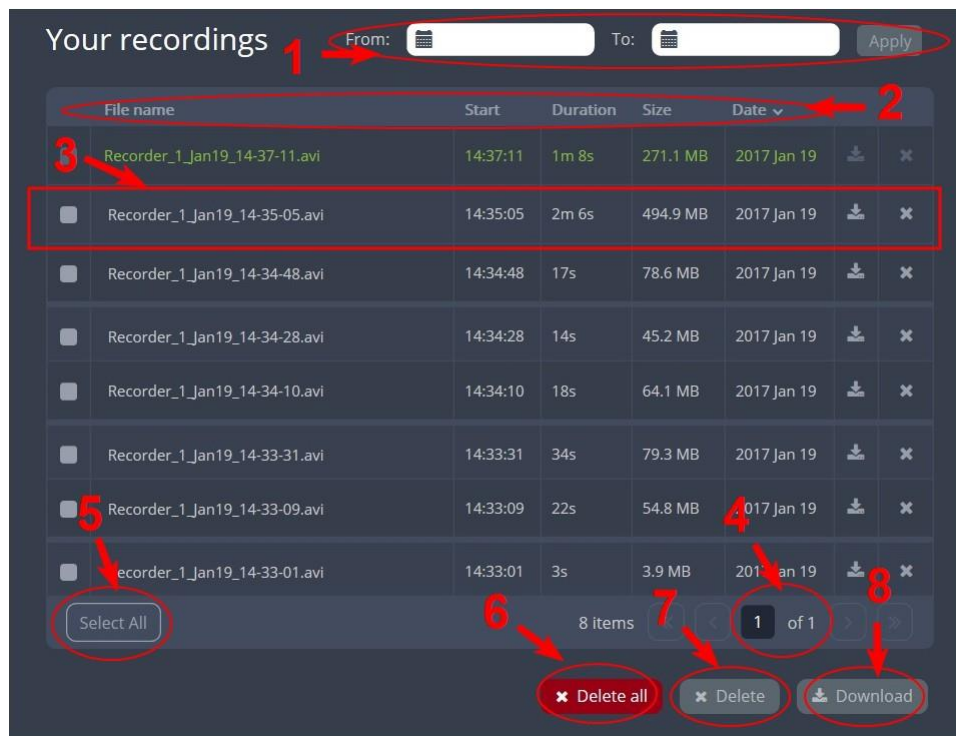 Your recordings 1 From: To: Apply
File name Start Duration Size Date 2
3 Recorder_1_Jan19_14-37-11.avi 14:37:11 1m 8s 271.1 MB 2017 Jan 19
Recorder_1_Jan19_14-35-05.avi 14:35:05 2m 6s 494.9 MB 2017 Jan 19
Recorder_1_Jan19_14-34-48.avi 14:34:48 17s 78.6 MB 2017 Jan 19
Recorder_1_Jan19_14-34-28.avi 14:34:28 14s 45.2 MB 2017 Jan 19
Recorder_1_Jan19_14-34-10.avi 14:34:10 18s 64.1 MB 2017 Jan 19
Recorder_1_Jan19_14-33-31.avi 14:33:31 34s 79.3 MB 2017 Jan 19
5 Recorder_1_Jan19_14-33-09.avi 14:33:09 22s 54.8 MB 4 2017 Jan 19
Recorder_1_Jan19_14-33-01.avi 14:33:01 3s 3.9 MB 2017 Jan 19 8
Select All 6 8 items 7 1 of 1
Delete all Delete Download